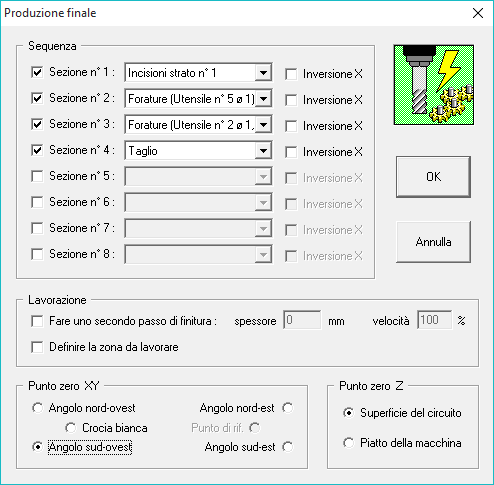 Produzione finale
Sequenza
Sezione n° 1 : Incisioni strato n° 1 Inversione X
Sezione n° 2 : Forature (Utensile n° 5 ø 1) Inversione X
Sezione n° 3 : Forature (Utensile n° 2 ø 1, Inversione X
Sezione n° 4 : Taglio Inversione X
Sezione n° 5 : Inversione X
Sezione n° 6 : Inversione X
Sezione n° 7 : Inversione X
Sezione n° 8 : Inversione X
OK
Annulla
Lavorazione
Fare uno secondo passo di finitura : spessore 0 mm velocità 100 %
Definire la zona da lavorare
Punto zero XY
Angolo nord-ovest Angolo nord-est
Crocia bianca Punto di rif.
Angolo sud-ovest Angolo sud-est
Punto zero Z
Superficie del circuito
Piatto della macchina